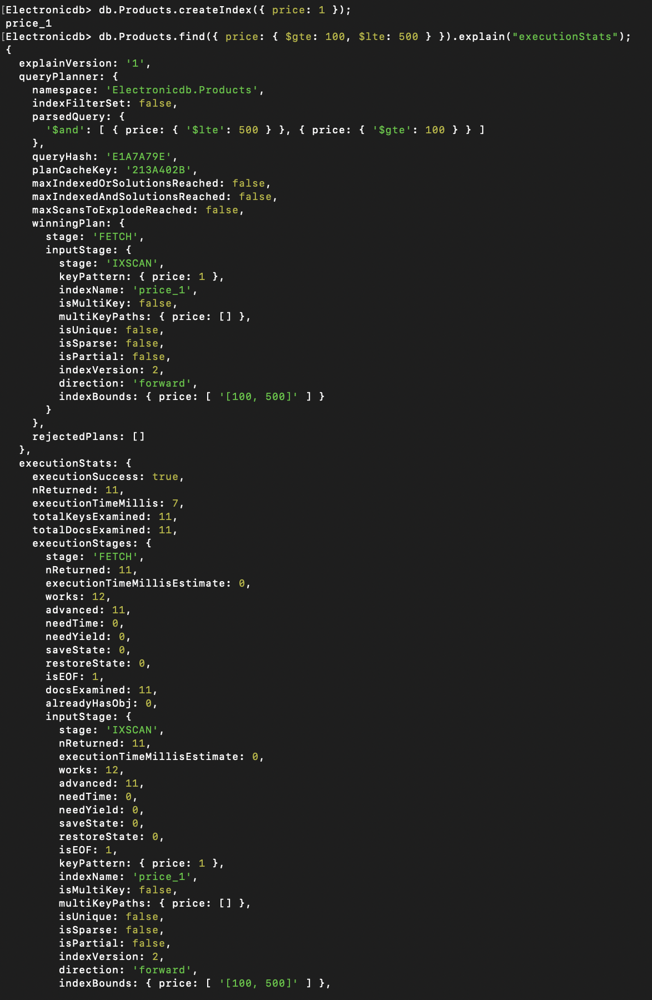 [Electronicdb> db.Products.createIndex({ price: 1 });
price_1
[Electronicdb> db.Products.find({ price: { $gte: 100, $lte: 500 } }).explain("executionStats");
{
  explainVersion: '1',
  queryPlanner: {
    namespace: 'Electronicdb.Products',
    indexFilterSet: false,
    parsedQuery: {
      '$and': [ { price: { '$lte': 500 } }, { price: { '$gte': 100 } } ]
    },
    queryHash: 'E1A7A79E',
    planCacheKey: '213A402B',
    maxIndexedOrSolutionsReached: false,
    maxIndexedAndSolutionsReached: false,
    maxScansToExplodeReached: false,
    winningPlan: {
      stage: 'FETCH',
      inputStage: {
        stage: 'IXSCAN',
        keyPattern: { price: 1 },
        indexName: 'price_1',
        isMultiKey: false,
        multiKeyPaths: { price: [] },
        isUnique: false,
        isSparse: false,
        isPartial: false,
        indexVersion: 2,
        direction: 'forward',
        indexBounds: { price: [ '[100, 500]' ] }
      }
    },
    rejectedPlans: []
  },
  executionStats: {
    executionSuccess: true,
    nReturned: 11,
    executionTimeMillis: 7,
    totalKeysExamined: 11,
    totalDocsExamined: 11,
    executionStages: {
      stage: 'FETCH',
      nReturned: 11,
      executionTimeMillisEstimate: 0,
      works: 12,
      advanced: 11,
      needTime: 0,
      needYield: 0,
      saveState: 0,
      restoreState: 0,
      isEOF: 1,
      docsExamined: 11,
      alreadyHasObj: 0,
      inputStage: {
        stage: 'IXSCAN',
        nReturned: 11,
        executionTimeMillisEstimate: 0,
        works: 12,
        advanced: 11,
        needTime: 0,
        needYield: 0,
        saveState: 0,
        restoreState: 0,
        isEOF: 1,
        keyPattern: { price: 1 },
        indexName: 'price_1',
        isMultiKey: false,
        multiKeyPaths: { price: [] },
        isUnique: false,
        isSparse: false,
        isPartial: false,
        indexVersion: 2,
        direction: 'forward',
        indexBounds: { price: [ '[100, 500]' ] },